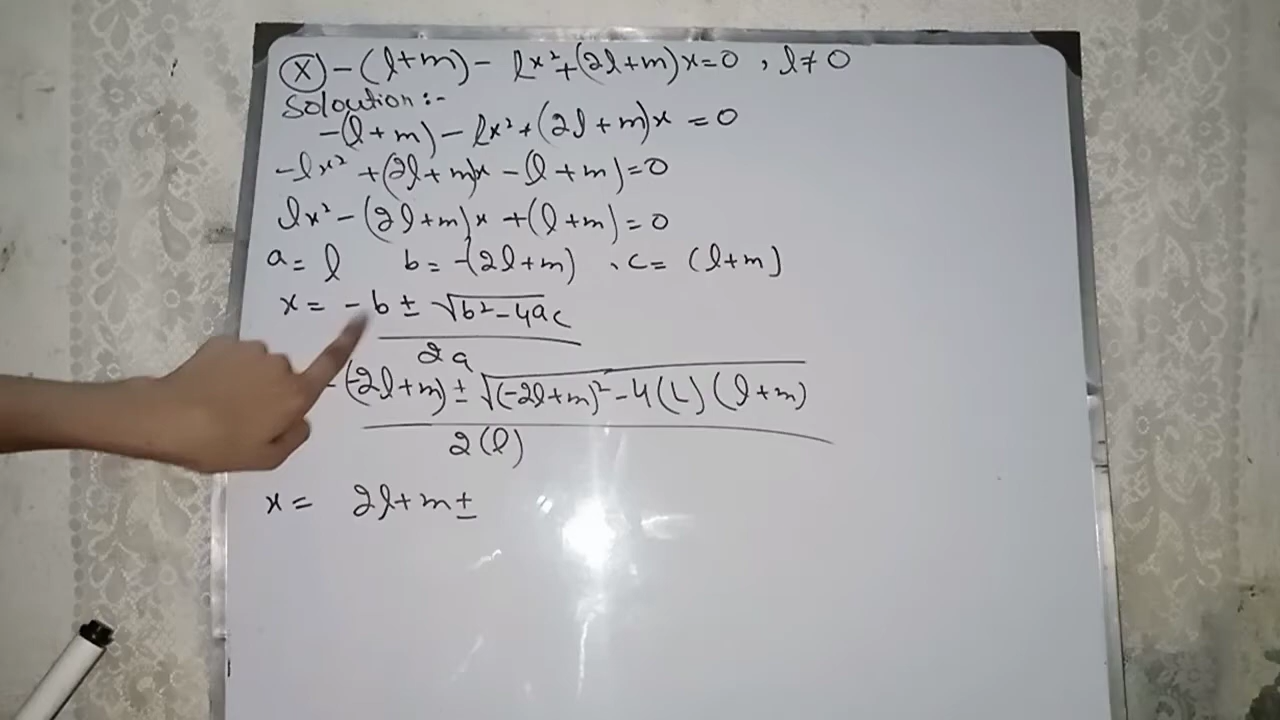 (x) -(l+m) - lx²+(2l+m)x=0 , l≠0
Soloution :-
-(l+m)-lx²+(2l+m)x =0
-lx² +(2l+m)x -(l+m)=0
lx²-(2l+m)x +(l+m)=0
a= l b= -(2l+m) , c= (l+m)
x= -b ± √b²-4ac
2a
-(-2l+m) ± √(-2l+m)²-4(L)(l+m)
2(l)
x= 2l+m±